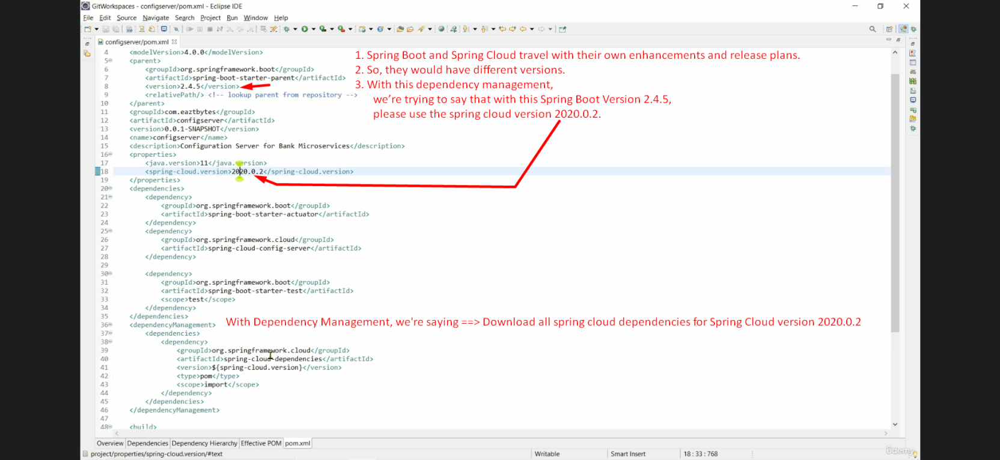 GitWorkspaces - configserver/pom.xml - Eclipse IDE
File Edit Source Navigate Search Project Run Window Help
configserver/pom.xml
4 <modelVersion>4.0.0</modelVersion>
5 <parent>
6 <groupId>org.springframework.boot</groupId>
7 <artifactId>spring-boot-starter-parent</artifactId>
8 <version>2.4.5</version>
9 <relativePath/> <!-- lookup parent from repository -->
10 </parent>
11 <groupId>com.eaztbytes</groupId>
12 <artifactId>configserver</artifactId>
13 <version>0.0.1-SNAPSHOT</version>
14 <name>configserver</name>
15 <description>Configuration Server for Bank Microservices</description>
16 <properties>
17 <java.version>11</java.version>
18 <spring-cloud.version>2020.0.2</spring-cloud.version>
19 </properties>
20 <dependencies>
21 <dependency>
22 <groupId>org.springframework.boot</groupId>
23 <artifactId>spring-boot-starter-actuator</artifactId>
24 </dependency>
25 <dependency>
26 <groupId>org.springframework.cloud</groupId>
27 <artifactId>spring-cloud-config-server</artifactId>
28 </dependency>
29
30 <dependency>
31 <groupId>org.springframework.boot</groupId>
32 <artifactId>spring-boot-starter-test</artifactId>
33 <scope>test</scope>
34 </dependency>
35 </dependencies>
36 <dependencyManagement>
37 <dependencies>
38 <dependency>
39 <groupId>org.springframework.cloud</groupId>
40 <artifactId>spring-cloud-dependencies</artifactId>
41 <version>${spring-cloud.version}</version>
42 <type>pom</type>
43 <scope>import</scope>
44 </dependency>
45 </dependencies>
46 </dependencyManagement>
47
48 <build>
1. Spring Boot and Spring Cloud travel with their own enhancements and release plans.
2. So, they would have different versions.
3. With this dependency management,
we're trying to say that with this Spring Boot Version 2.4.5,
please use the spring cloud version 2020.0.2.
With Dependency Management, we're saying ==> Download all spring cloud dependencies for Spring Cloud version 2020.0.2
Overview Dependencies Dependency Hierarchy Effective POM pom.xml
project/properties/spring-cloud.version/#text Writable Smart Insert 18 : 33 : 768
Udemy